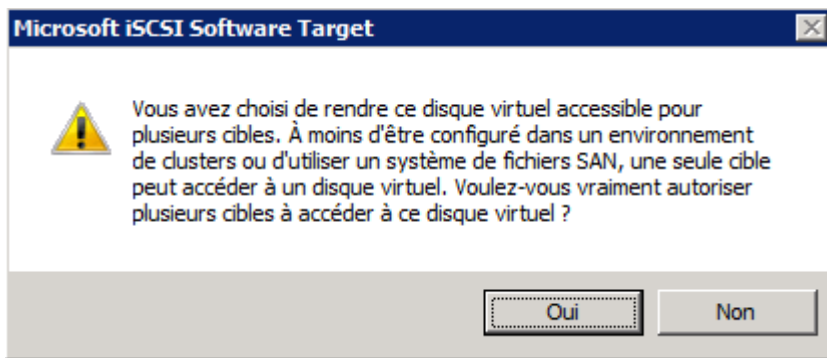 Microsoft iSCSI Software Target
Vous avez choisi de rendre ce disque virtuel accessible pour
plusieurs cibles. À moins d'être configuré dans un environnement
de clusters ou d'utiliser un système de fichiers SAN, une seule cible
peut accéder à un disque virtuel. Voulez-vous vraiment autoriser
plusieurs cibles à accéder à ce disque virtuel ?
Oui
Non